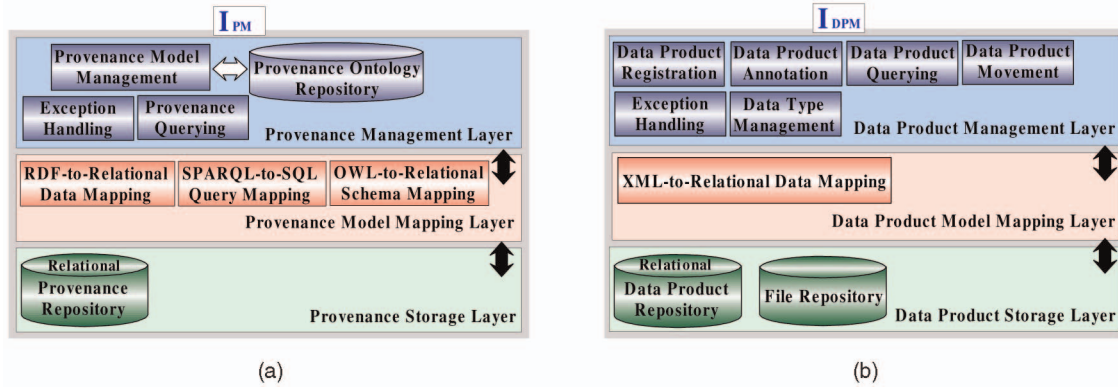 I PM
Provenance Model
Management
Provenance Ontology
Repository
Exception
Handling
Provenance
Querying
Provenance Management Layer
RDF-to-Relational
Data Mapping
SPARQL-to-SQL
Query Mapping
OWL-to-Relational
Schema Mapping
Provenance Model Mapping Layer
Relational
Provenance
Repository
Provenance Storage Layer
(a)
I DPM
Data Product
Registration
Data Product
Annotation
Data Product
Querying
Data Product
Movement
Exception
Handling
Data Type
Management
Data Product Management Layer
XML-to-Relational Data Mapping
Data Product Model Mapping Layer
Relational
Data Product
Repository
File Repository
Data Product Storage Layer
(b)